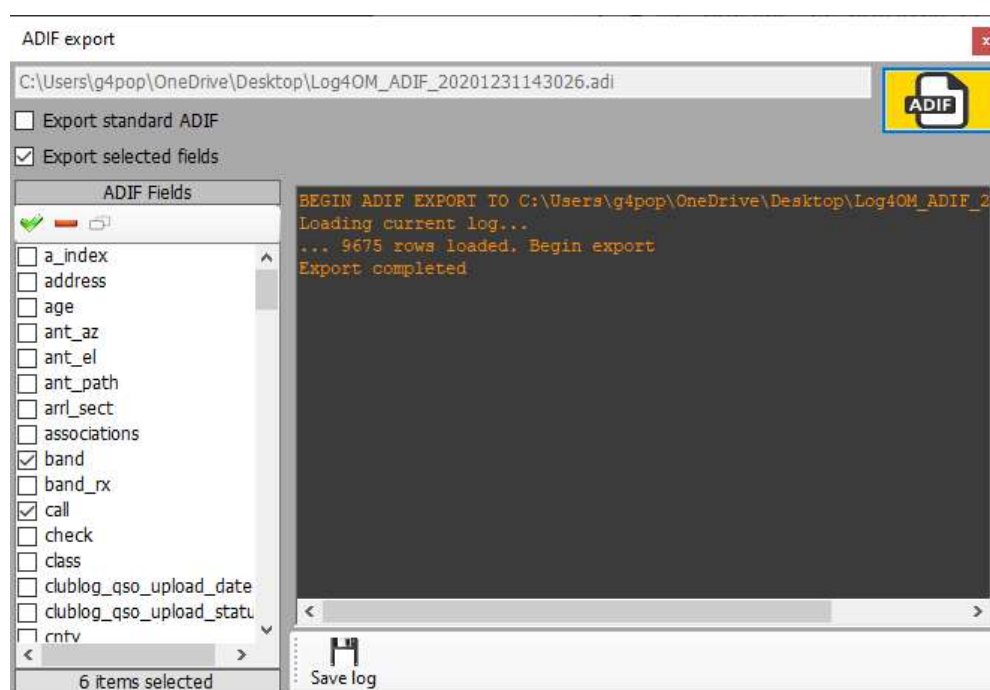 ADIF export
x
C:\Users\g4pop\OneDrive\Desktop\Log4OM_ADIF_20201231143026.adi
ADIF
Export standard ADIF
Export selected fields
ADIF Fields
a_index
address
age
ant_az
ant_el
ant_path
arrl_sect
associations
band
band_rx
call
check
class
clublog_qso_upload_date
clublog_qso_upload_statu
cnty
6 items selected
BEGIN ADIF EXPORT TO C:\Users\g4pop\OneDrive\Desktop\Log4OM_ADIF_2
Loading current log...
... 9675 rows loaded. Begin export
Export completed
Save log